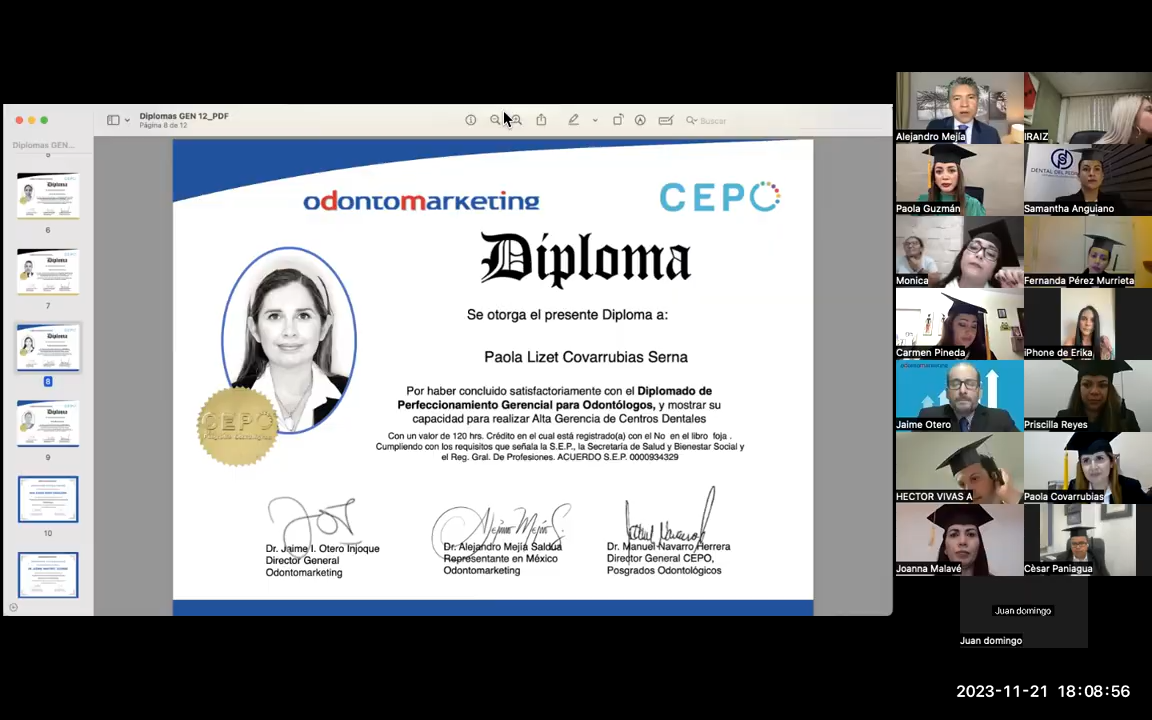 Diplomas GEN 12_PDF
Página 8 de 12
Buscar
Diplomas GEN...
6
7
8
9
10
odontomarketing
CEPO
Diploma
Se otorga el presente Diploma a:
Paola Lizet Covarrubias Serna
Por haber concluido satisfactoriamente con el Diplomado de
Perfeccionamiento Gerencial para Odontólogos, y mostrar su
capacidad para realizar Alta Gerencia de Centros Dentales
Con un valor de 120 hrs. Crédito en el cual está registrado(a) con el No en el libro foja .
Cumpliendo con los requisitos que señala la S.E.P., la Secretaria de Salud y Bienestar Social y
el Reg. Gral. De Profesiones. ACUERDO S.E.P. 0000934329
CEPO
Dr. Jaime I. Otero Injoque
Director General
Odontomarketing
Dr. Alejandro Mejía Saldúa
Representante en México
Odontomarketing
Dr. Manuel Navarro Herrera
Director General CEPO,
Posgrados Odontológicos
Alejandro Mejía
IRAIZ
Paola Guzmán
Samantha Anguiano
Monica
Fernanda Pérez Murrieta
Carmen Pineda
iPhone de Erika
Jaime Otero
Priscilla Reyes
HECTOR VIVAS A
Paola Covarrubias
Joanna Malavé
Cèsar Paniagua
Juan domingo
Juan domingo
2023-11-21 18:08:56